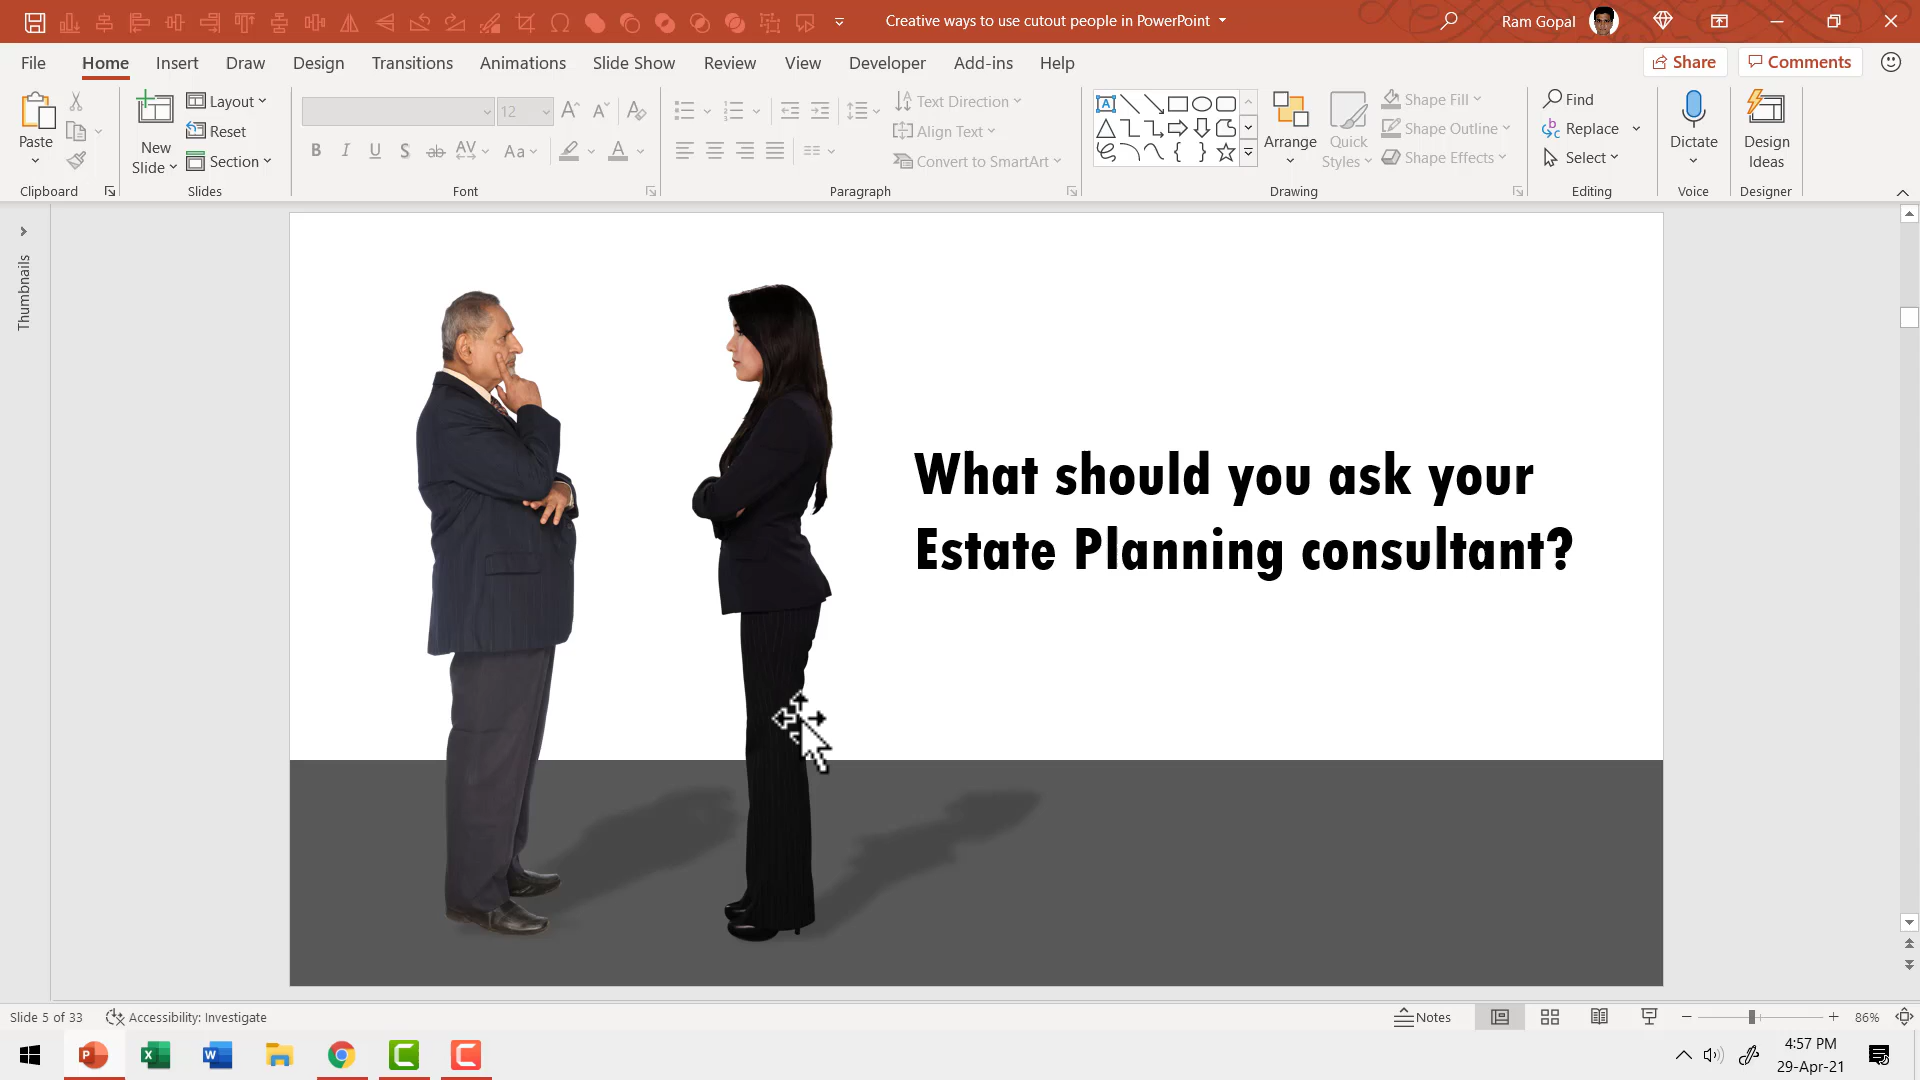 Creative ways to use cutout people in PowerPoint
Ram Gopal
File Home Insert Draw Design Transitions Animations Slide Show Review View Developer Add-ins Help
Share Comments
Paste
Clipboard
New
Slide
Layout
Reset
Section
Slides
12
B I U S ab AV Aa A
Font
Text Direction
Align Text
Convert to SmartArt
Paragraph
Arrange
Quick
Styles
Shape Fill
Shape Outline
Shape Effects
Drawing
Find
Replace
Select
Editing
Dictate
Voice
Design
Ideas
Designer
Thumbnails
What should you ask your
Estate Planning consultant?
Slide 5 of 33 Accessibility: Investigate
Notes
86%
4:57 PM
29-Apr-21